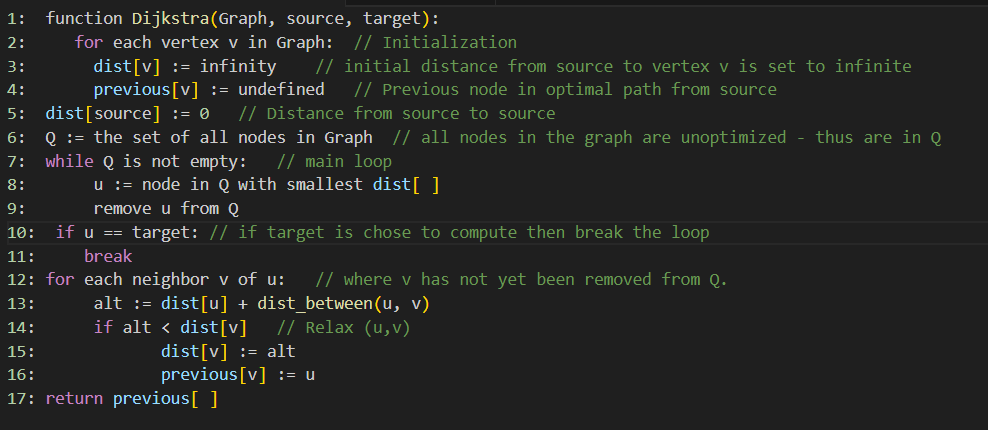 1: function Dijkstra(Graph, source, target):
2: for each vertex v in Graph: // Initialization
3: dist[v] := infinity // initial distance from source to vertex v is set to infinite
4: previous[v] := undefined // Previous node in optimal path from source
5: dist[source] := 0 // Distance from source to source
6: Q := the set of all nodes in Graph // all nodes in the graph are unoptimized - thus are in Q
7: while Q is not empty: // main loop
8: u := node in Q with smallest dist[ ]
9: remove u from Q
10: if u == target: // if target is chose to compute then break the loop
11: break
12: for each neighbor v of u: // where v has not yet been removed from Q.
13: alt := dist[u] + dist_between(u, v)
14: if alt < dist[v] // Relax (u,v)
15: dist[v] := alt
16: previous[v] := u
17: return previous[ ]